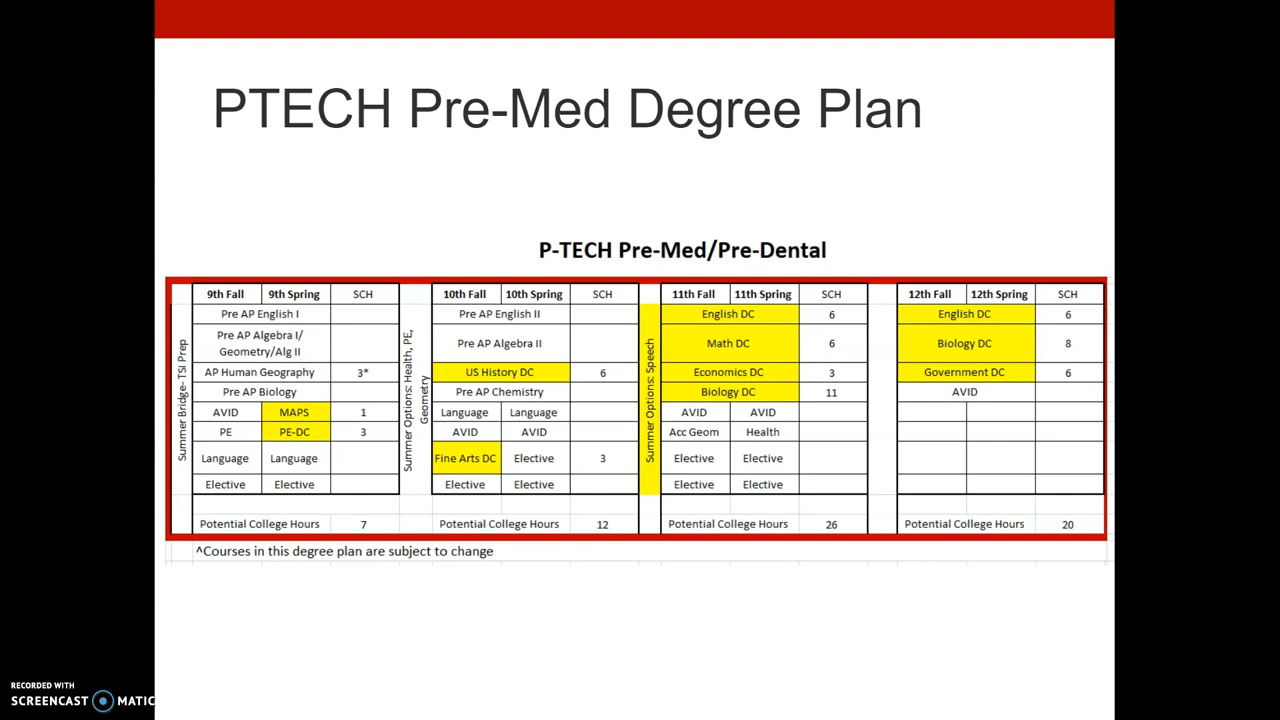 PTECH Pre-Med Degree Plan
P-TECH Pre-Med/Pre-Dental
Summer Bridge- TSI Prep
9th Fall 9th Spring SCH
Pre AP English I
Pre AP Algebra I/
Geometry/Alg II
AP Human Geography 3*
Pre AP Biology
AVID MAPS 1
PE PE-DC 3
Language Language
Elective Elective
Potential College Hours 7
Summer Options: Health, PE,
Geometry
10th Fall 10th Spring SCH
Pre AP English II
Pre AP Algebra II
US History DC 6
Pre AP Chemistry
Language Language
AVID AVID
Fine Arts DC Elective 3
Elective Elective
Potential College Hours 12
Summer Options: Speech
11th Fall 11th Spring SCH
English DC 6
Math DC 6
Economics DC 3
Biology DC 11
AVID AVID
Acc Geom Health
Elective Elective
Elective Elective
Potential College Hours 26
12th Fall 12th Spring SCH
English DC 6
Biology DC 8
Government DC 6
AVID
Potential College Hours 20
^Courses in this degree plan are subject to change
RECORDED WITH
SCREENCAST MATIC